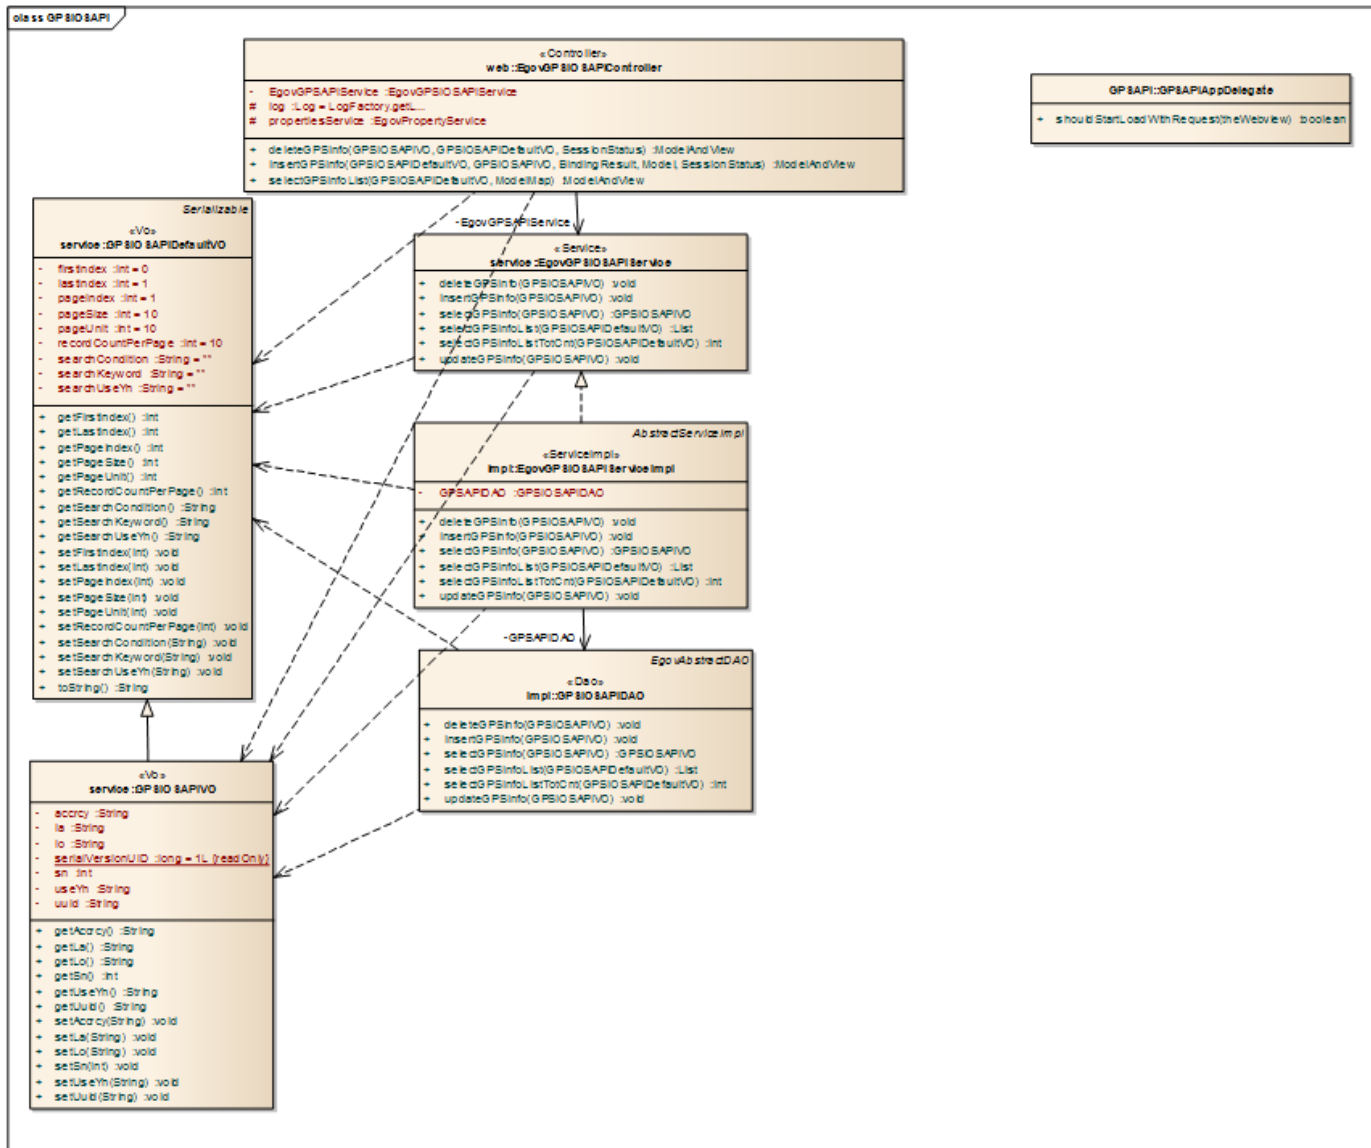 class GPSIOSAPI
«Controller»
web::EgovGPSIOSAPIController
- EgovGPSAPIService :EgovGPSIOSAPIService
# log :Log = LogFactory.getL...
# propertiesService :EgovPropertyService
+ deleteGPSInfo(GPSIOSAPIVO, GPSIOSAPIDefaultVO, SessionStatus) :ModelAndView
+ insertGPSInfo(GPSIOSAPIDefaultVO, GPSIOSAPIVO, BindingResult, Model, SessionStatus) :ModelAndView
+ selectGPSInfoList(GPSIOSAPIDefaultVO, ModelMap) :ModelAndView
GPSAPI::GPSAPIAppDelegate
+ shouldStartLoadWithRequest(theWebview) :boolean
Serializable
«Vo»
service::GPSIOSAPIDefaultVO
- firstIndex :int = 0
- lastIndex :int = 1
- pageIndex :int = 1
- pageSize :int = 10
- pageUnit :int = 10
- recordCountPerPage :int = 10
- searchCondition :String = ""
- searchKeyword :String = ""
- searchUseYn :String = ""
+ getFirstIndex() :int
+ getLastIndex() :int
+ getPageIndex() :int
+ getPageSize() :int
+ getPageUnit() :int
+ getRecordCountPerPage() :int
+ getSearchCondition() :String
+ getSearchKeyword() :String
+ getSearchUseYn() :String
+ setFirstIndex(int) :void
+ setLastIndex(int) :void
+ setPageIndex(int) :void
+ setPageSize(int) :void
+ setPageUnit(int) :void
+ setRecordCountPerPage(int) :void
+ setSearchCondition(String) :void
+ setSearchKeyword(String) :void
+ setSearchUseYn(String) :void
+ toString() :String
-EgovGPSAPIService
«Service»
service::EgovGPSIOSAPIService
+ deleteGPSInfo(GPSIOSAPIVO) :void
+ insertGPSInfo(GPSIOSAPIVO) :void
+ selectGPSInfo(GPSIOSAPIVO) :GPSIOSAPIVO
+ selectGPSInfoList(GPSIOSAPIDefaultVO) :List
+ selectGPSInfoListTotCnt(GPSIOSAPIDefaultVO) :int
+ updateGPSInfo(GPSIOSAPIVO) :void
AbstractServiceImpl
«ServiceImpl»
impl::EgovGPSIOSAPIServiceImpl
- GPSAPIDAO :GPSIOSAPIDAO
+ deleteGPSInfo(GPSIOSAPIVO) :void
+ insertGPSInfo(GPSIOSAPIVO) :void
+ selectGPSInfo(GPSIOSAPIVO) :GPSIOSAPIVO
+ selectGPSInfoList(GPSIOSAPIDefaultVO) :List
+ selectGPSInfoListTotCnt(GPSIOSAPIDefaultVO) :int
+ updateGPSInfo(GPSIOSAPIVO) :void
-GPSAPIDAO
EgovAbstractDAO
«Dao»
impl::GPSIOSAPIDAO
+ deleteGPSInfo(GPSIOSAPIVO) :void
+ insertGPSInfo(GPSIOSAPIVO) :void
+ selectGPSInfo(GPSIOSAPIVO) :GPSIOSAPIVO
+ selectGPSInfoList(GPSIOSAPIDefaultVO) :List
+ selectGPSInfoListTotCnt(GPSIOSAPIDefaultVO) :int
+ updateGPSInfo(GPSIOSAPIVO) :void
«Vo»
service::GPSIOSAPIVO
- accrcy :String
- la :String
- lo :String
- serialVersionUID :long = 1L {readOnly}
- sn :int
- useYn :String
- uuid :String
+ getAccrcy() :String
+ getLa() :String
+ getLo() :String
+ getSn() :int
+ getUseYn() :String
+ getUuid() :String
+ setAccrcy(String) :void
+ setLa(String) :void
+ setLo(String) :void
+ setSn(int) :void
+ setUseYn(String) :void
+ setUuid(String) :void